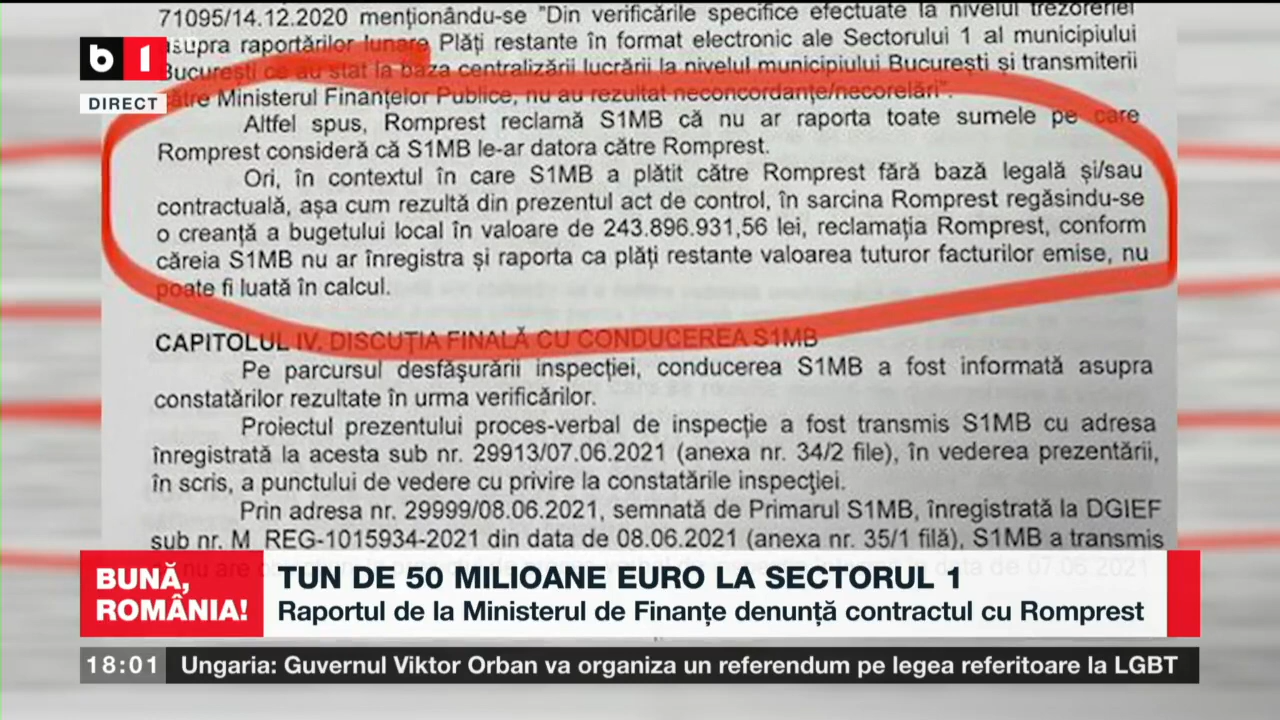 71095/14.12.2020 menționându-se "Din verificările specifice efectuate la nivelul trezoreriei
asupra raportărilor lunare Plăți restante în format electronic ale Sectorului 1 al municipiului
București ce au stat la baza centralizării lucrării la nivelul municipiului București și transmiterii
către Ministerul Finanțelor Publice, nu au rezultat neconcordanțe/necorelări".
Altfel spus, Romprest reclamă S1MB că nu ar raporta toate sumele pe care
Romprest consideră că S1MB le-ar datora către Romprest.
Ori, în contextul în care S1MB a plătit către Romprest fără bază legală și/sau
contractuală, așa cum rezultă din prezentul act de control, în sarcina Romprest regăsindu-se
o creanță a bugetului local în valoare de 243.896.931,56 lei, reclamația Romprest, conform
căreia S1MB nu ar înregistra și raporta ca plăți restante valoarea tuturor facturilor emise, nu
poate fi luată în calcul.
CAPITOLUL IV. DISCUȚIA FINALĂ CU CONDUCEREA S1MB
Pe parcursul desfășurării inspecției, conducerea S1MB a fost informată asupra
constatărilor rezultate în urma verificărilor.
Proiectul prezentului proces-verbal de inspecție a fost transmis S1MB cu adresa
înregistrată la acesta sub nr. 29913/07.06.2021 (anexa nr. 34/2 file), în vederea prezentării,
în scris, a punctului de vedere cu privire la constatările inspecției.
Prin adresa nr. 29999/08.06.2021, semnată de Primarul S1MB, înregistrată la DGIEF
sub nr. M_REG-1015934-2021 din data de 08.06.2021 (anexa nr. 35/1 filă), S1MB a transmis
b1
DIRECT
BUNĂ,
ROMÂNIA!
TUN DE 50 MILIOANE EURO LA SECTORUL 1
Raportul de la Ministerul de Finanțe denunță contractul cu Romprest
18:01 Ungaria: Guvernul Viktor Orban va organiza un referendum pe legea referitoare la LGBT